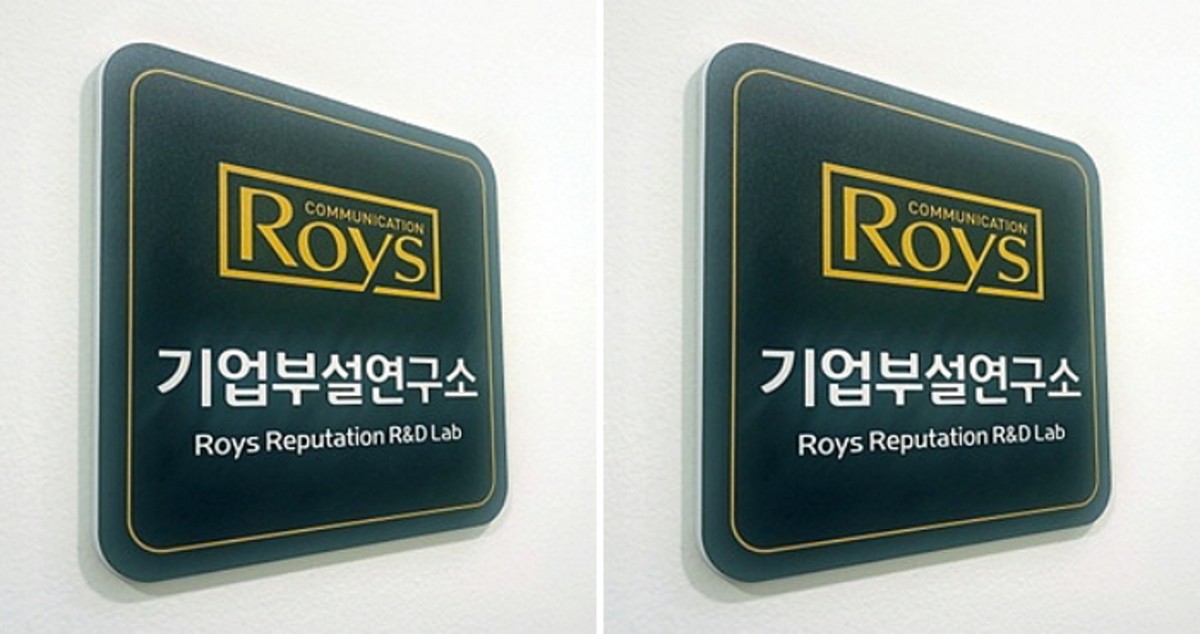 COMMUNICATION
Roys
기업부설연구소
Roys Reputation R&D Lab
COMMUNICATION
Roys
기업부설연구소
Roys Reputation R&D Lab